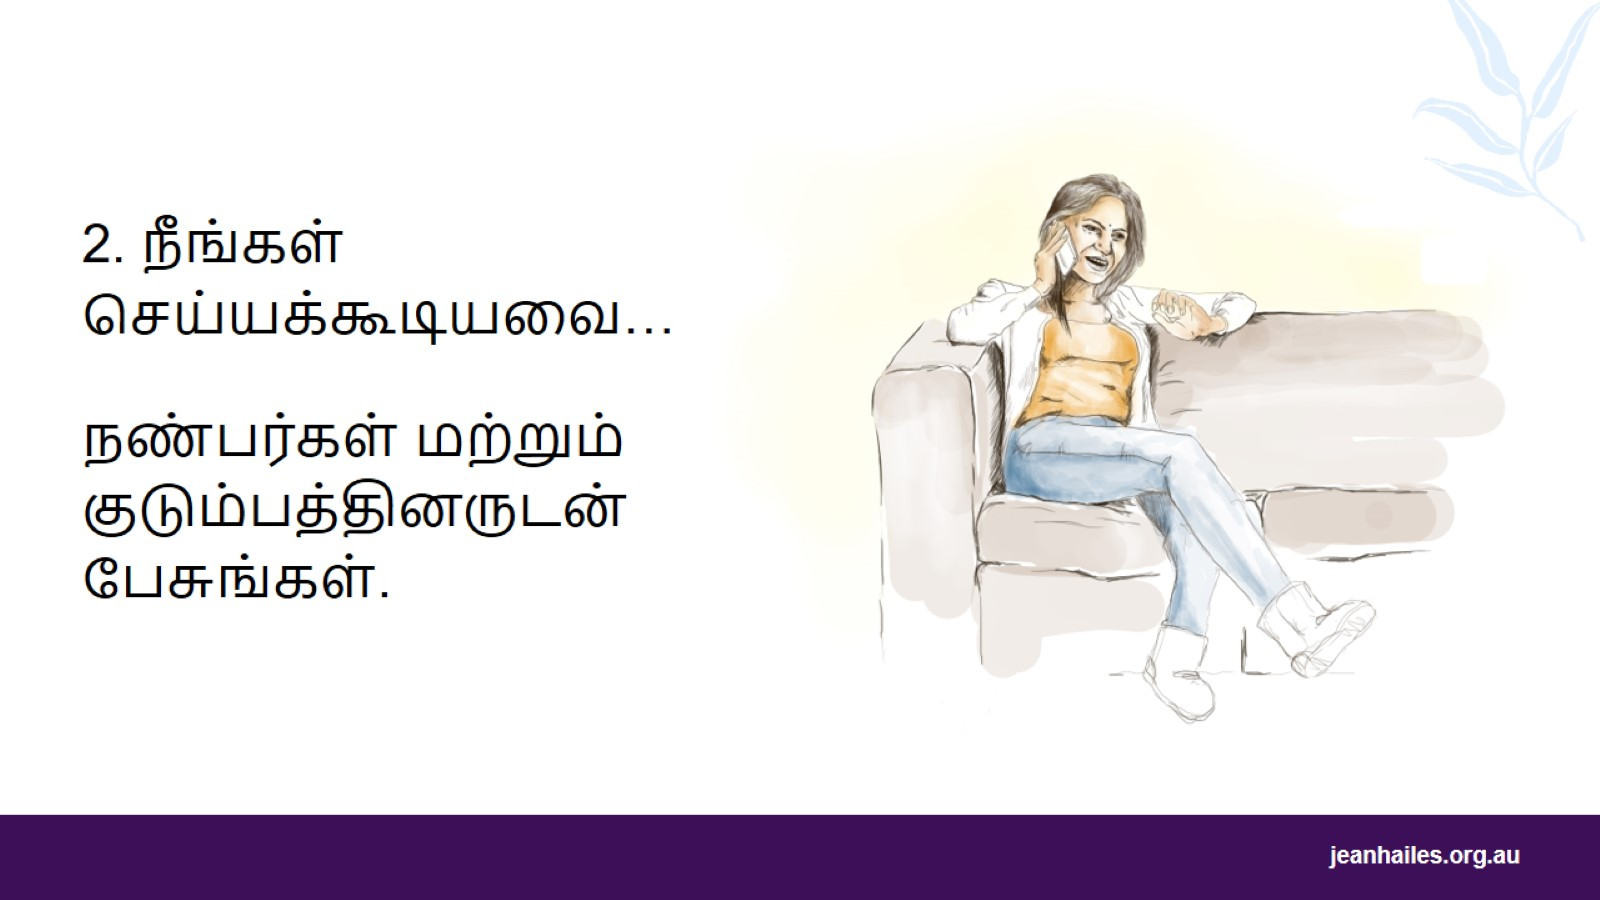 2. நீங்கள்
செய்யக்கூடியவை...
நண்பர்கள் மற்றும்
குடும்பத்தினருடன்
பேசுங்கள்.
jeanhailes.org.au